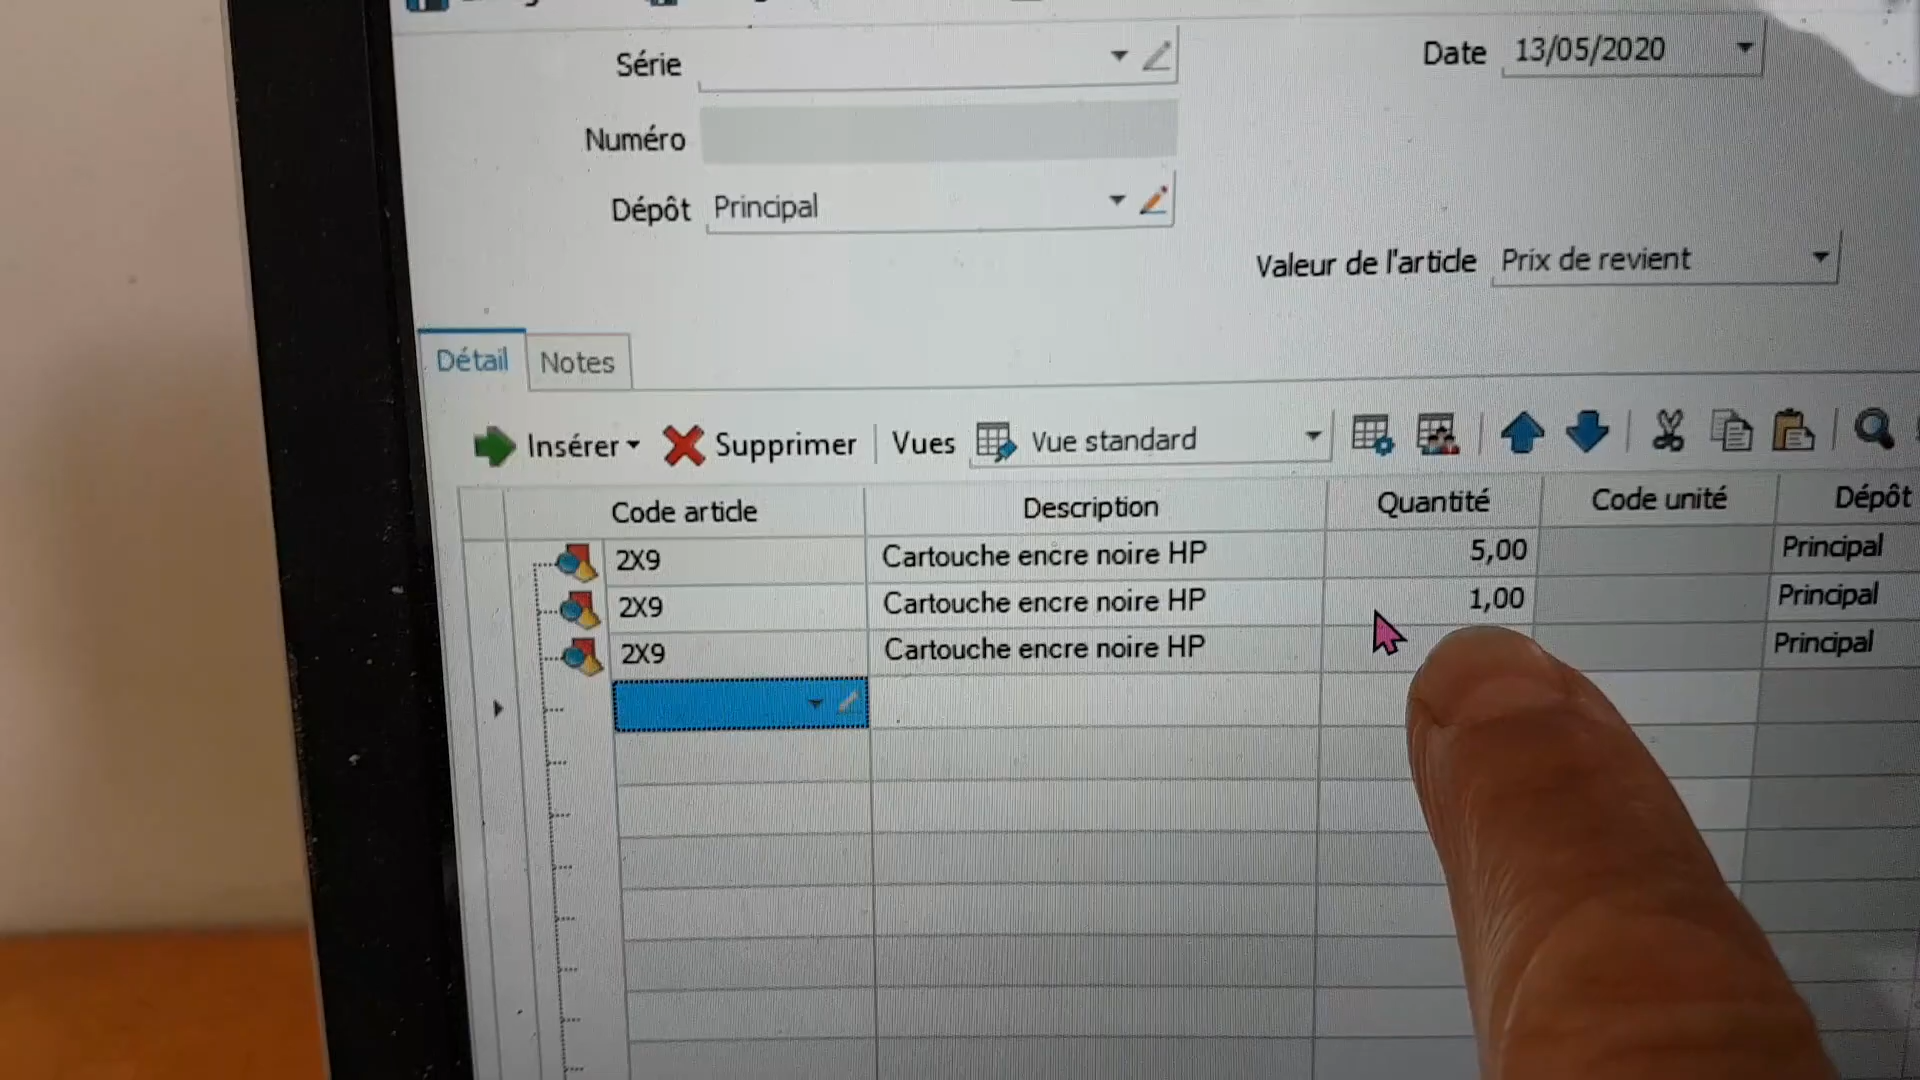 Série
Date 13/05/2020
Numéro
Dépôt Principal
Valeur de l'article Prix de revient
Détail Notes
Insérer Supprimer Vues Vue standard
Code article Description Quantité Code unité Dépôt
2X9 Cartouche encre noire HP 5,00 Principal
2X9 Cartouche encre noire HP 1,00 Principal
2X9 Cartouche encre noire HP Principal